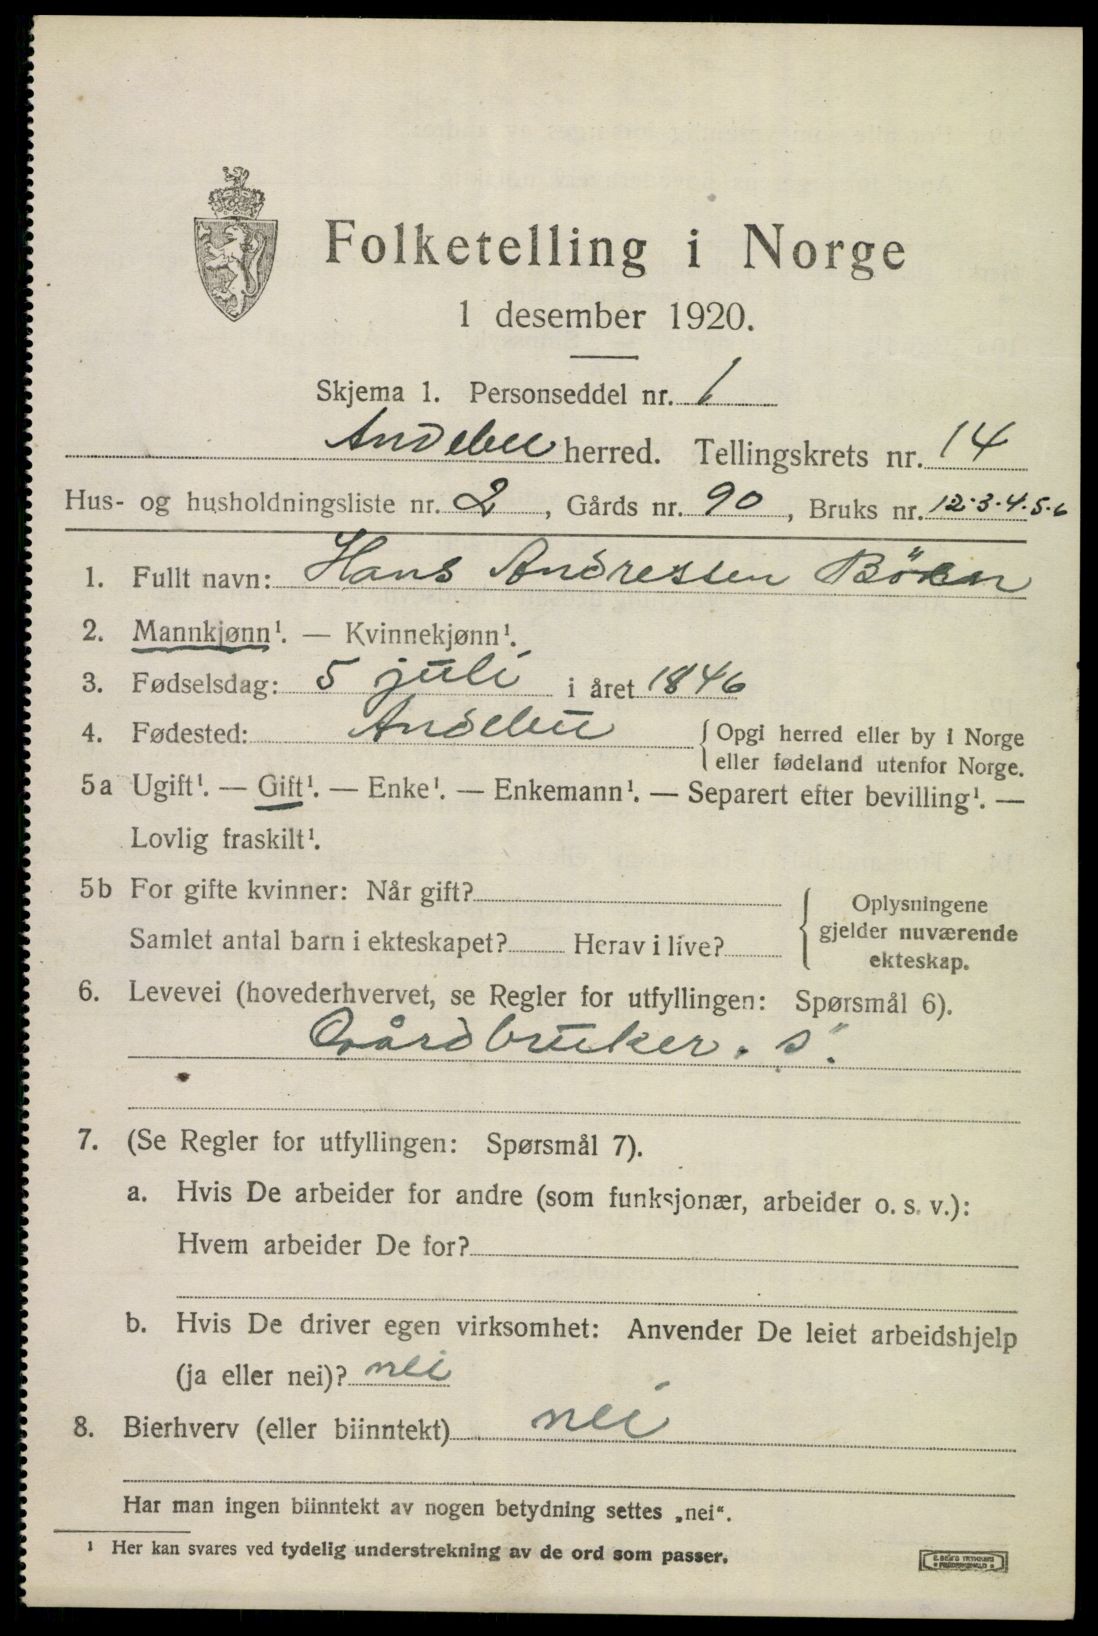 Folketelling i Norge
1 desember 1920.
Skjema 1. Personseddel nr. 1
Andebu herred. Tellingskrets nr. 14
Hus- og husholdningsliste nr. 2, Gårds nr. 90, Bruks nr. 12·3·4·5·6
1. Fullt navn: Hans Andressen
2. Mannkjønn¹. — Kvinnekjønn¹.
3. Fødselsdag: 5 juli i året 1846
4. Fødested: Andebu { Opgi herred eller by i Norge
eller fødeland utenfor Norge.
5a Ugift¹. — Gift¹. — Enke¹. — Enkemann¹. — Separert efter bevilling¹. —
Lovlig fraskilt¹.
5b For gifte kvinner: Når gift?
Samlet antal barn i ekteskapet? Herav i live?
{ Oplysningene
gjelder nuværende
ekteskap.
6. Levevei (hovederhvervet, se Regler for utfyllingen: Spørsmål 6).
Gårdbruker. s.
7. (Se Regler for utfyllingen: Spørsmål 7).
a. Hvis De arbeider for andre (som funksjonær, arbeider o. s. v.):
Hvem arbeider De for?
b. Hvis De driver egen virksomhet: Anvender De leiet arbeidshjelp
(ja eller nei)? nei
8. Bierhverv (eller biinntekt) nei
Har man ingen biinntekt av nogen betydning settes „nei“.
¹ Her kan svares ved tydelig understrekning av de ord som passer.